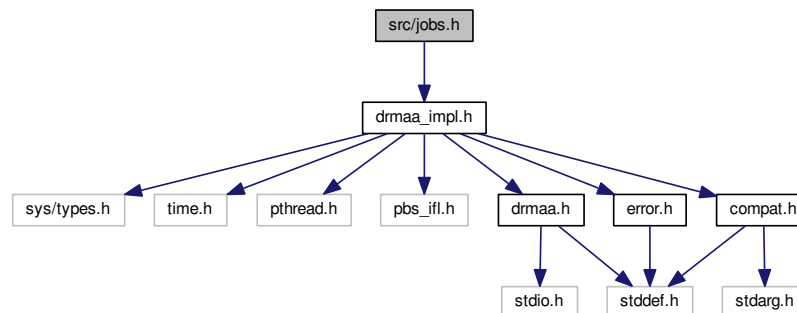 src/jobs.h
drmaa_impl.h
sys/types.h
time.h
pthread.h
pbs_ifl.h
drmaa.h
error.h
compat.h
stdio.h
stddef.h
stdarg.h